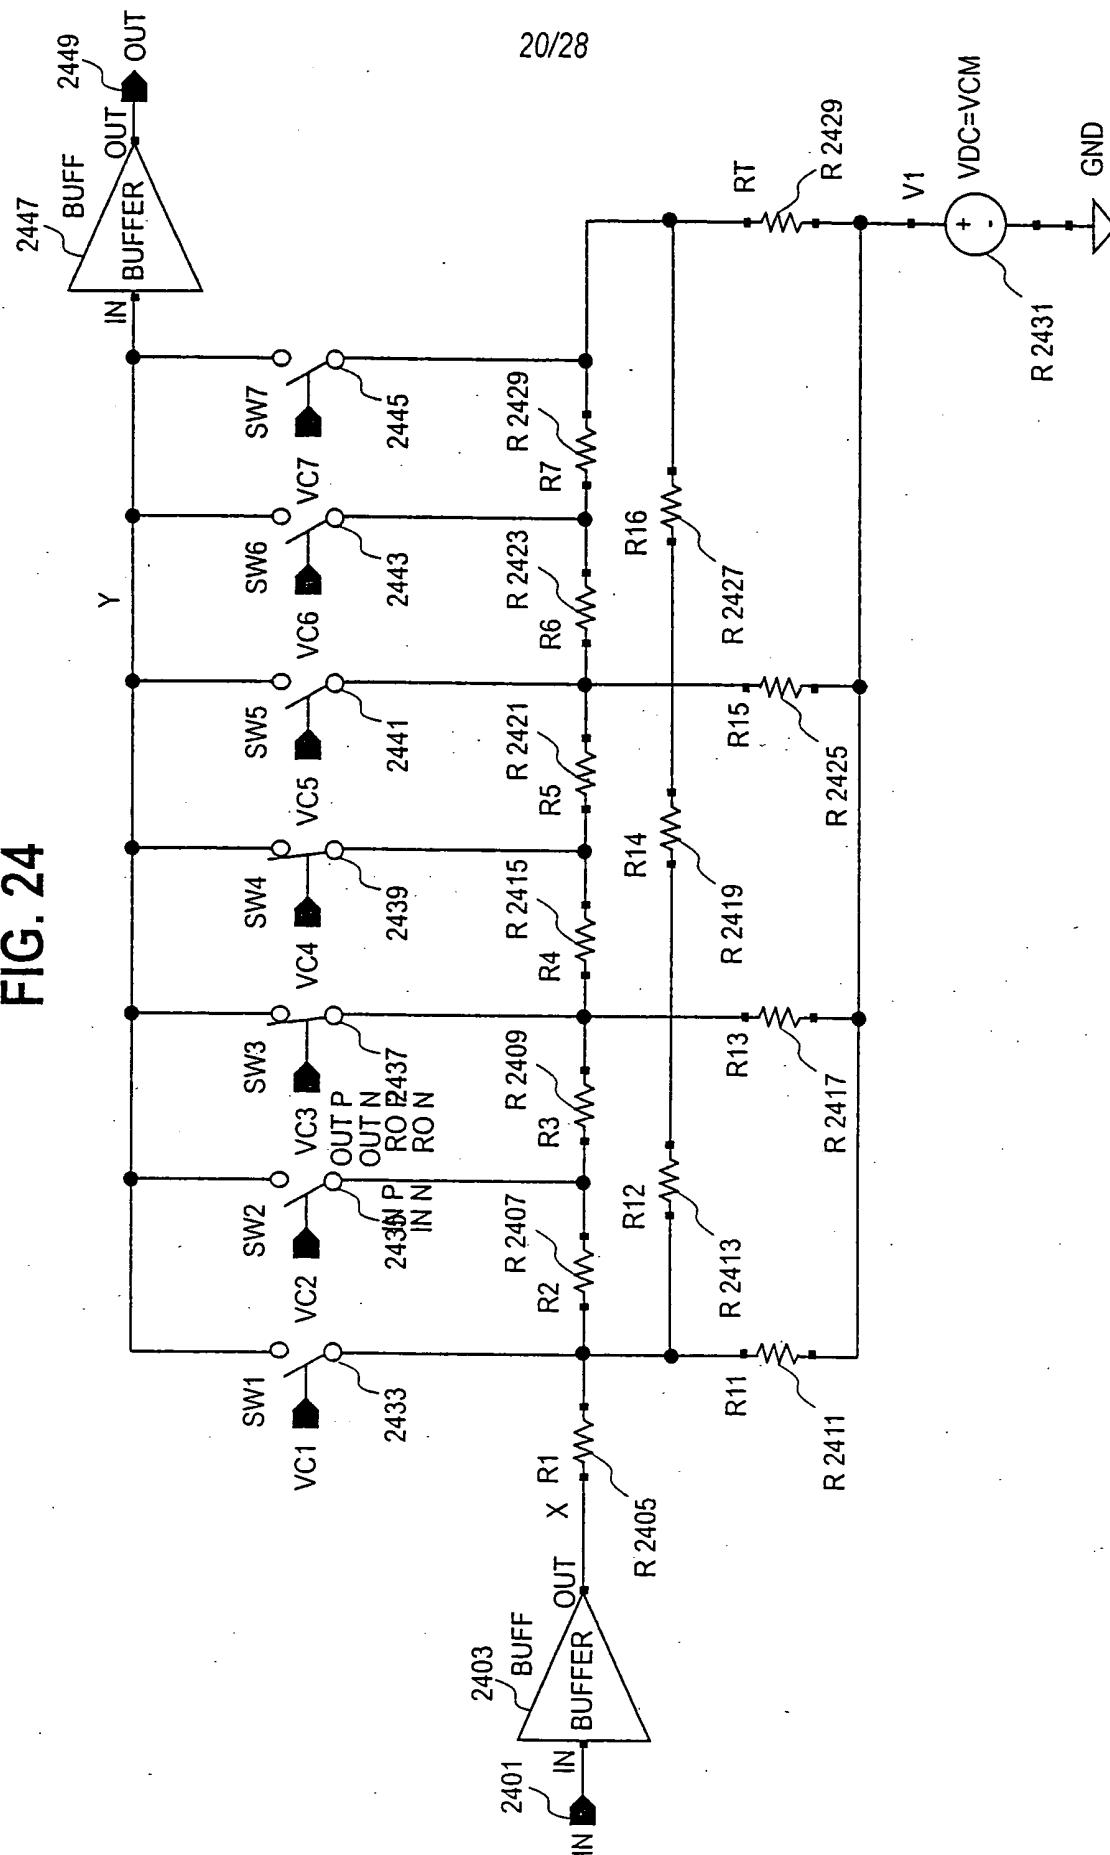 20/28
FIG. 24
2447
BUFF
BUFFER
IN
OUT
2449
OUT
Y
SW1
VC1
2433
SW2
VC2
2435
SW3
VC3
2437
SW4
VC4
2439
SW5
VC5
2441
SW6
VC6
2443
SW7
VC7
2445
OUT P
OUT N
RO P
RO N
IN P
IN N
IN
2401
IN
2403
BUFF
BUFFER
OUT
X
R1
R 2405
R2
R 2407
R3
R 2409
R4
R 2415
R5
R 2421
R6
R 2423
R7
R 2429
R12
R 2413
R14
R 2419
R16
R 2427
R11
R 2411
R13
R 2417
R15
R 2425
RT
R 2429
V1
VDC=VCM
+
-
R 2431
GND